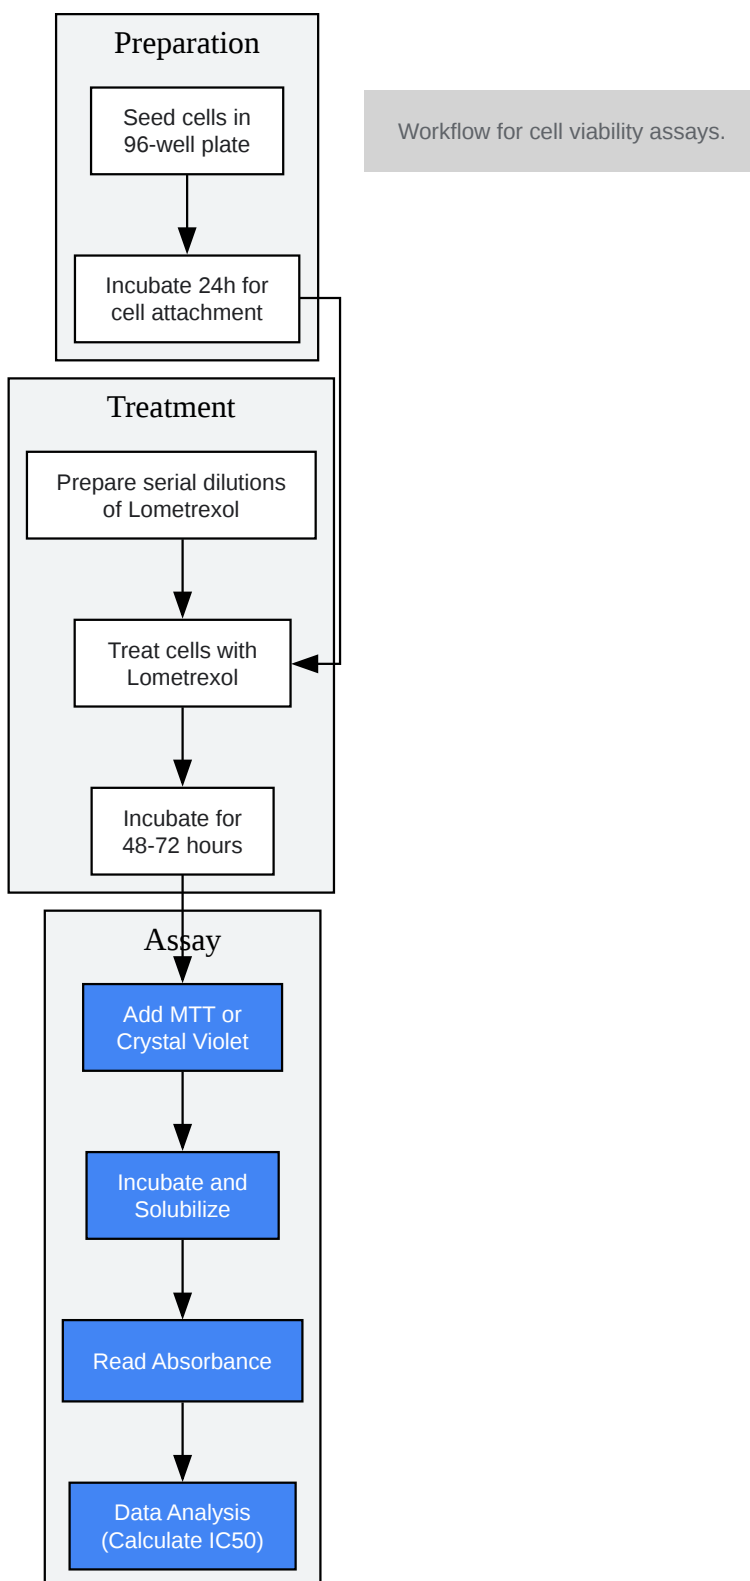 Preparation
Seed cells in
96-well plate
Workflow for cell viability assays.
Incubate 24h for
cell attachment
Treatment
Prepare serial dilutions
of Lometrexol
Treat cells with
Lometrexol
Incubate for
48-72 hours
Assay
Add MTT or
Crystal Violet
Incubate and
Solubilize
Read Absorbance
Data Analysis
(Calculate IC50)